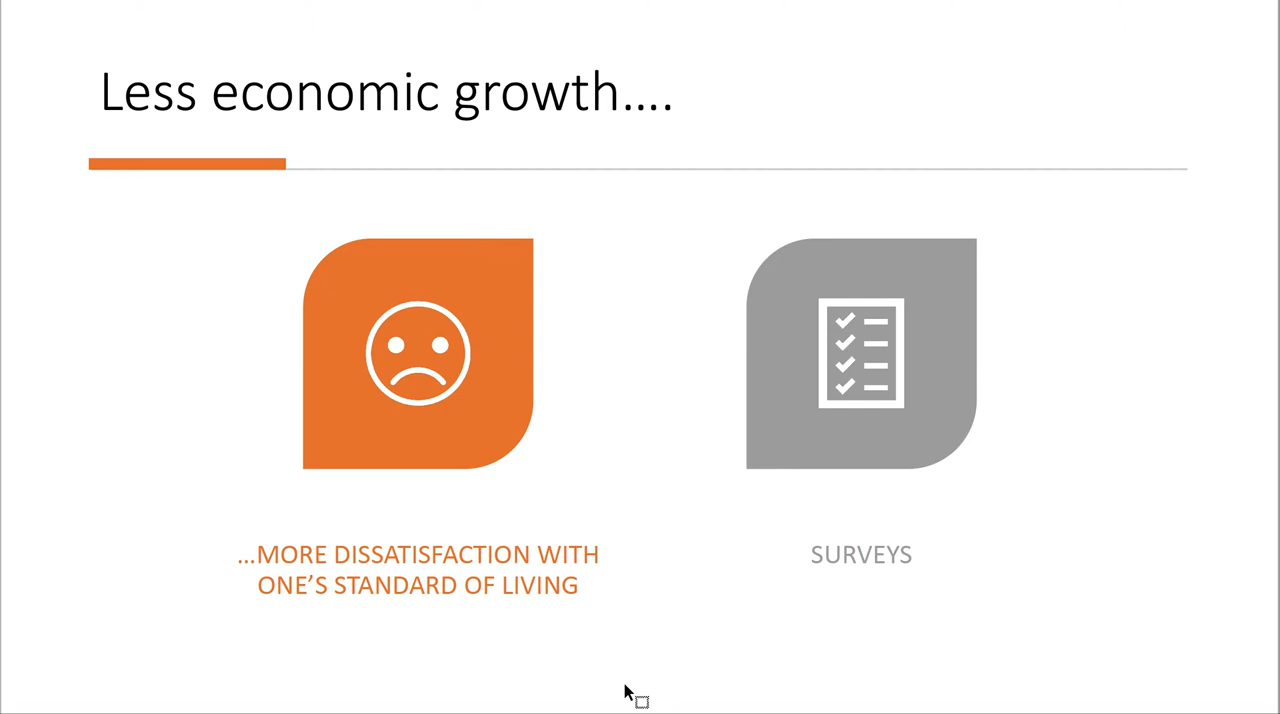 Less economic growth....
...MORE DISSATISFACTION WITH
ONE’S STANDARD OF LIVING
SURVEYS